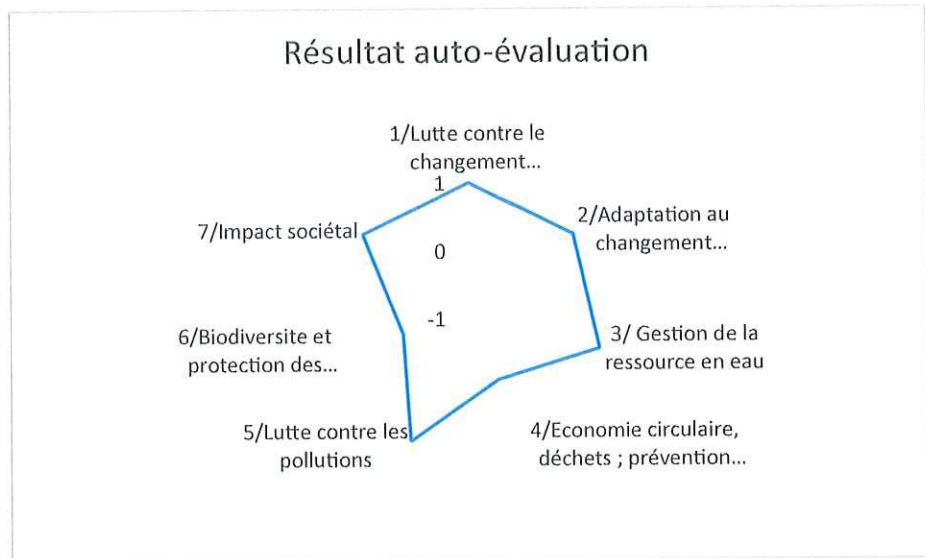 Résultat auto-évaluation
1/Lutte contre le
changement...
1
2/Adaptation au
changement...
7/Impact sociétal
0
-1
6/Biodiversite et
protection des...
3/ Gestion de la
ressource en eau
5/Lutte contre les
pollutions
4/Economie circulaire,
déchets ; prévention...